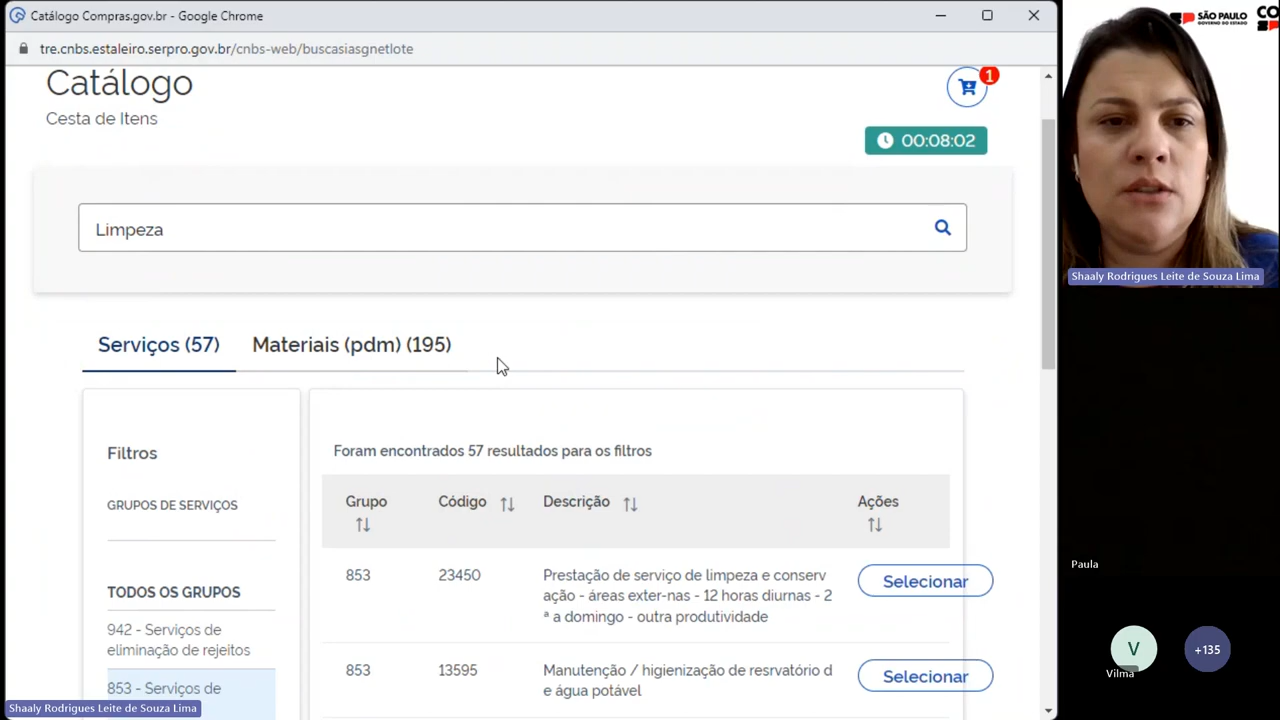 Catálogo Compras.gov.br - Google Chrome
tre.cnbs.estaleiro.serpro.gov.br/cnbs-web/buscasiasgnetlote
Catálogo
Cesta de Itens
1
00:08:02
Limpeza
Serviços (57)
Materiais (pdm) (195)
Filtros
GRUPOS DE SERVIÇOS
TODOS OS GRUPOS
942 - Serviços de
eliminação de rejeitos
853 - Serviços de
Foram encontrados 57 resultados para os filtros
Grupo
Código
Descrição
Ações
853
23450
Prestação de serviço de limpeza e conserv
ação - áreas exter-nas - 12 horas diurnas - 2
ª a domingo - outra produtividade
Selecionar
853
13595
Manutenção / higienização de resrvatório d
e água potável
Selecionar
Shaaly Rodrigues Leite de Souza Lima
SÃO PAULO
GOVERNO DO ESTADO
Shaaly Rodrigues Leite de Souza Lima
Paula
V
Vilma
+135